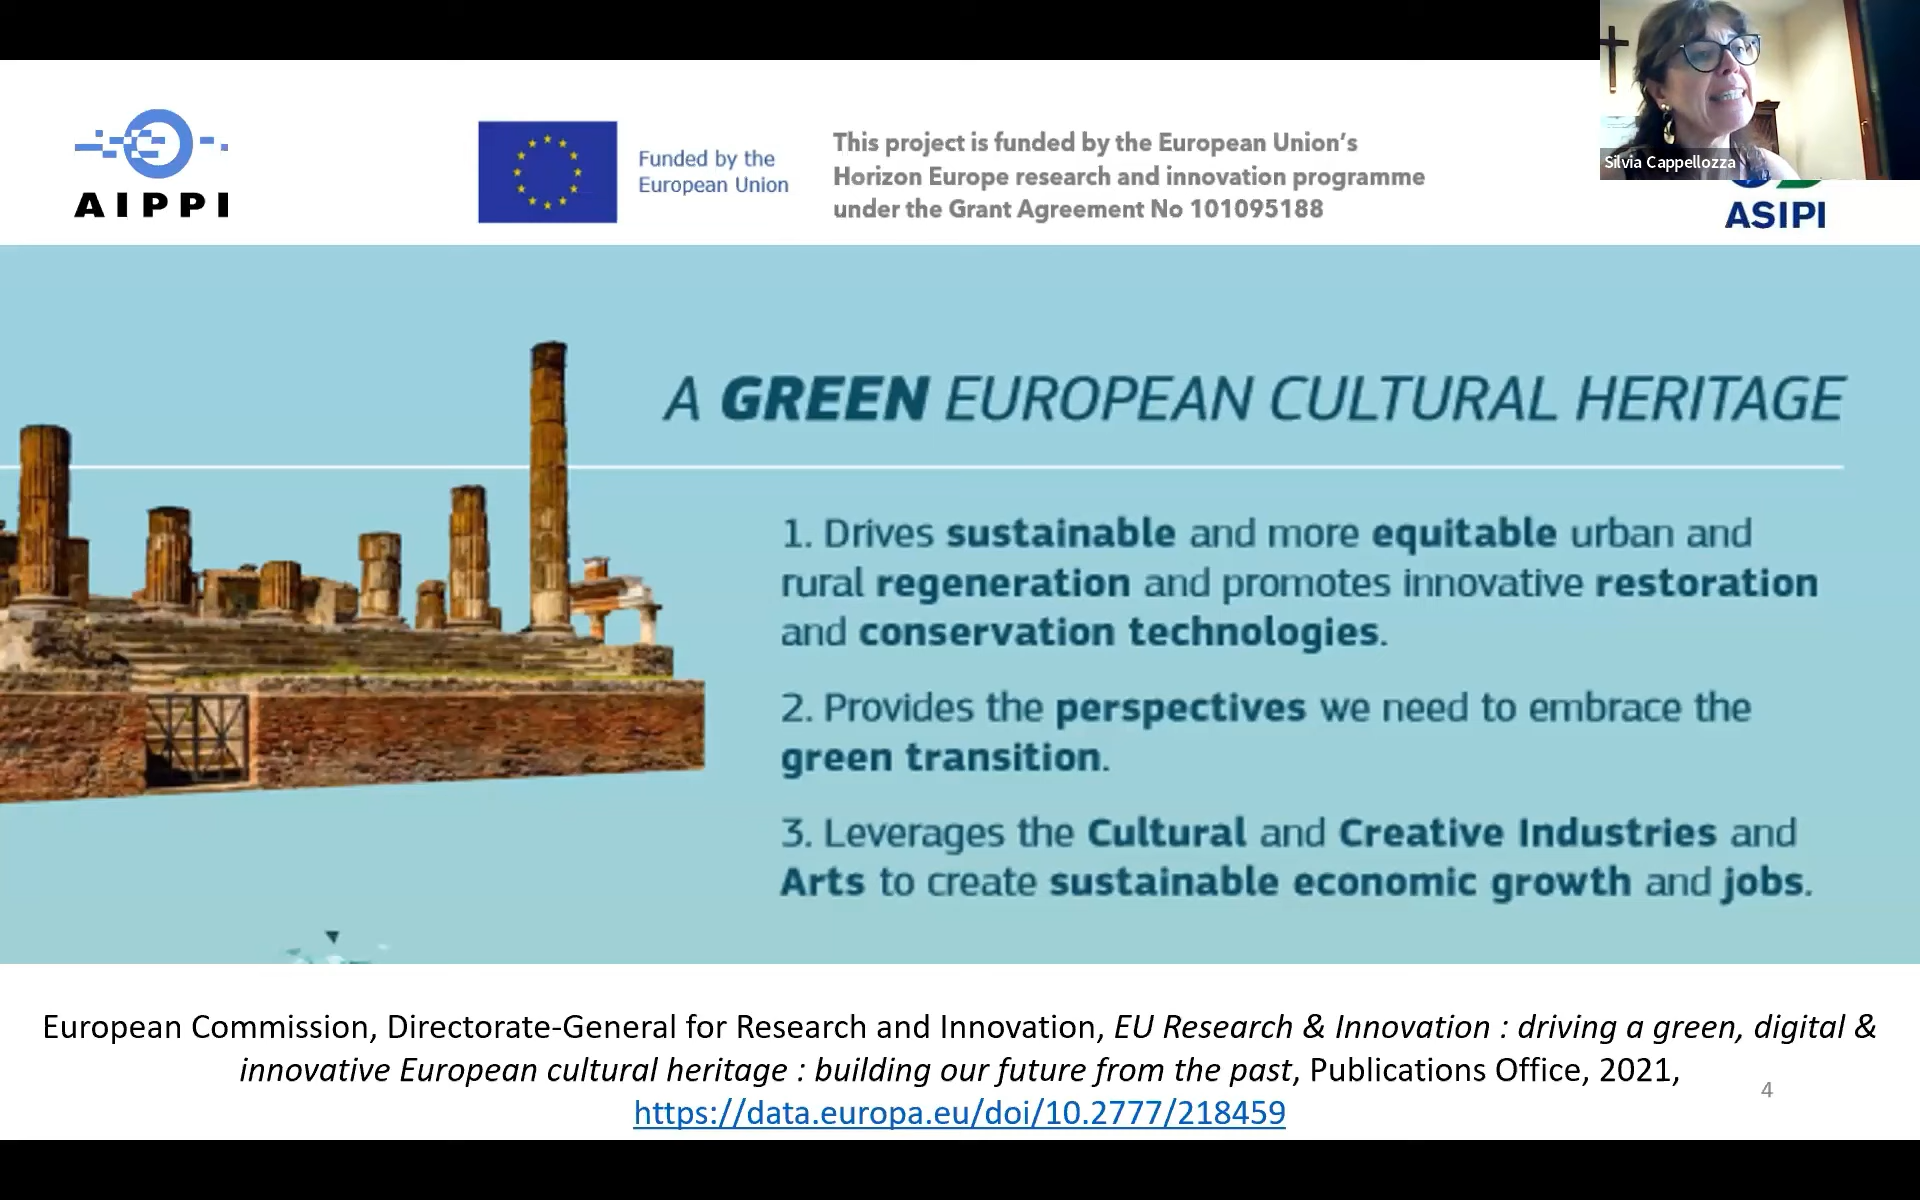 Silvia Cappellozza
AIPPI
Funded by the
European Union
This project is funded by the European Union's
Horizon Europe research and innovation programme
under the Grant Agreement No 101095188
ASIPI
A GREEN EUROPEAN CULTURAL HERITAGE
1. Drives sustainable and more equitable urban and
rural regeneration and promotes innovative restoration
and conservation technologies.
2. Provides the perspectives we need to embrace the
green transition.
3. Leverages the Cultural and Creative Industries and
Arts to create sustainable economic growth and jobs.
European Commission, Directorate-General for Research and Innovation, EU Research & Innovation : driving a green, digital &
innovative European cultural heritage : building our future from the past, Publications Office, 2021,
https://data.europa.eu/doi/10.2777/218459
4